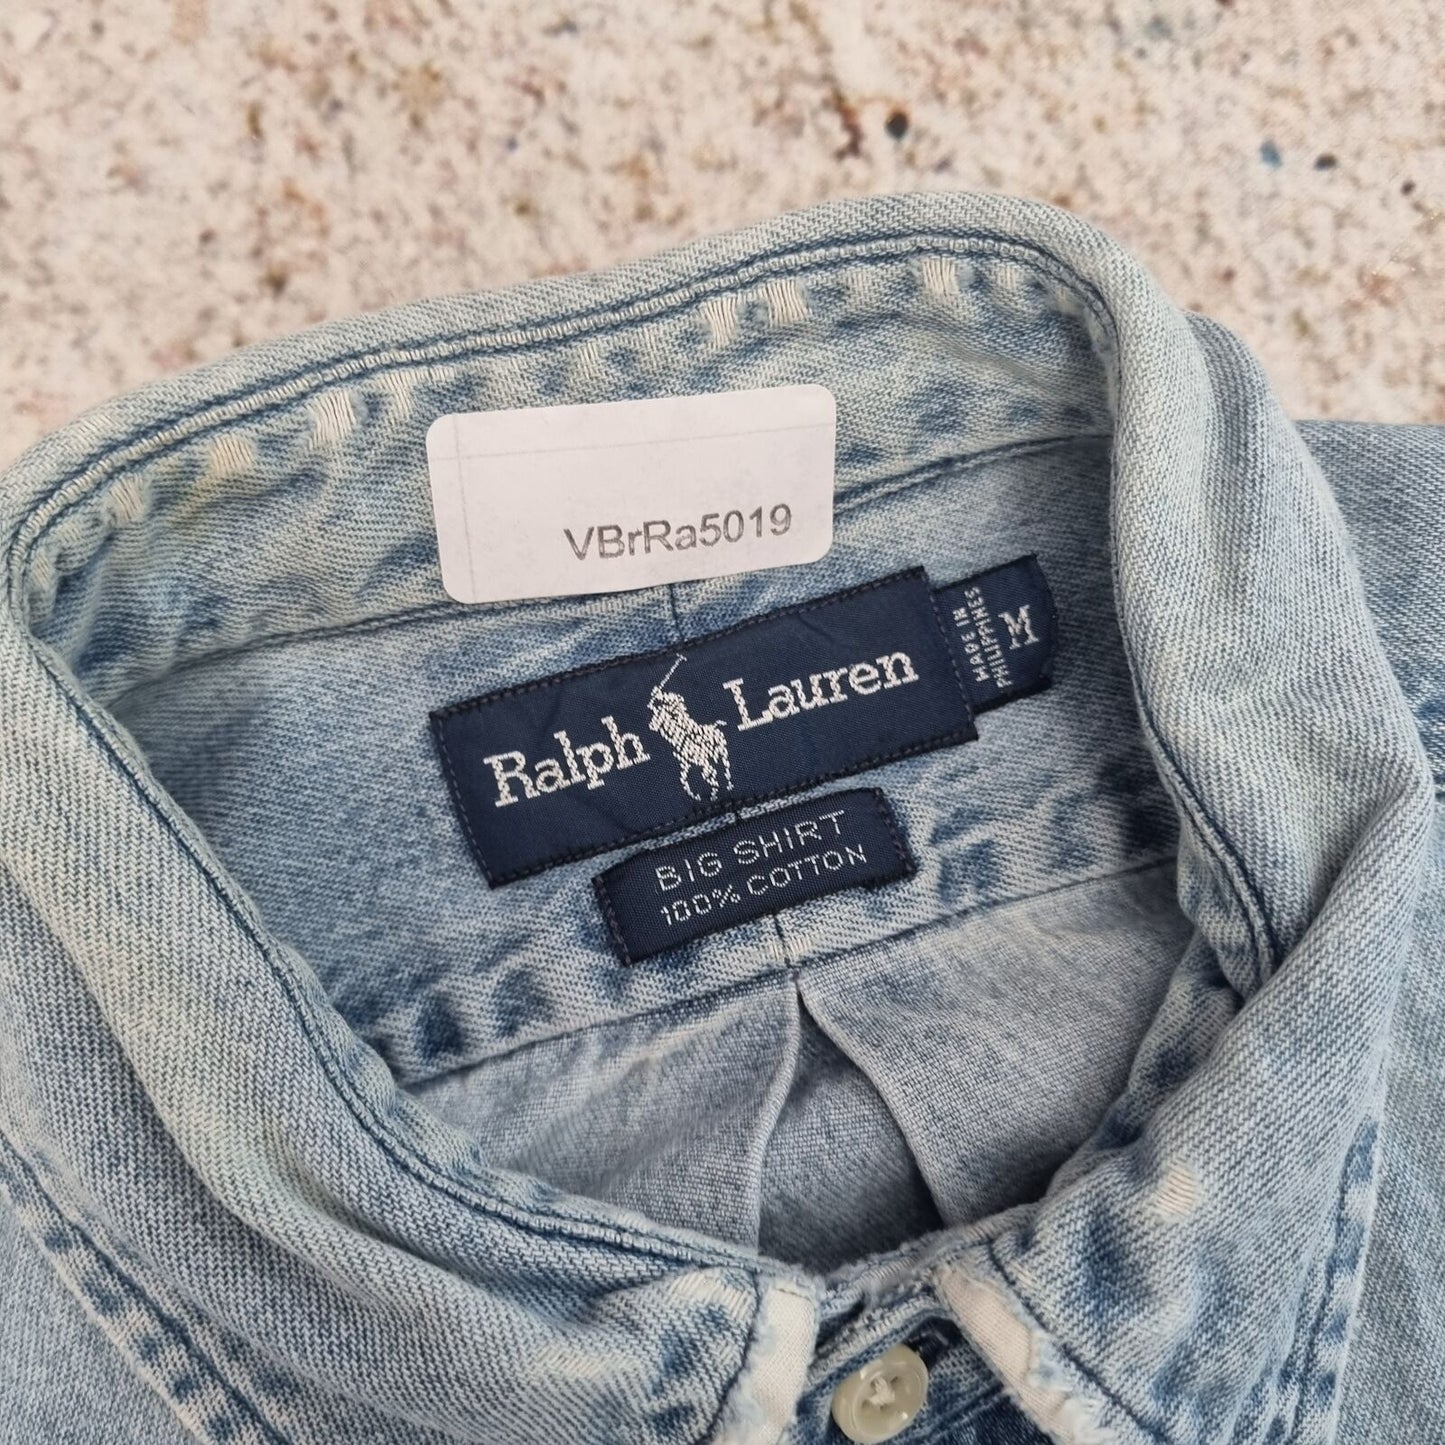 VBrRa5019
Ralph Lauren
MADE IN
PHILIPPINES
M
BIG SHIRT
100% COTTON